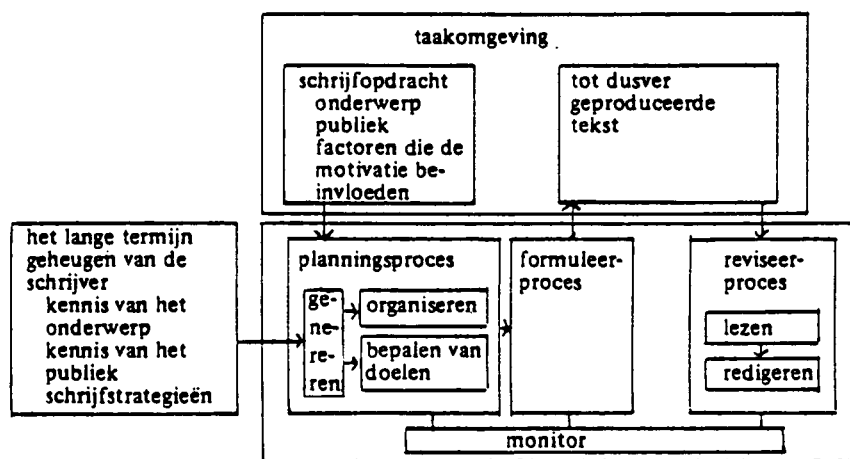 taakomgeving
schrijfopdracht
onderwerp
publiek
factoren die de
motivatie be-
invloeden
tot dusver
geproduceerde
tekst
het lange termijn
geheugen van de
schrijver
kennis van het
onderwerp
kennis van het
publiek
schrijfstrategieën
planningsproces
ge-
ne-
re-
ren
organiseren
bepalen van
doelen
formuleer-
proces
reviseer-
proces
lezen
redigeren
monitor